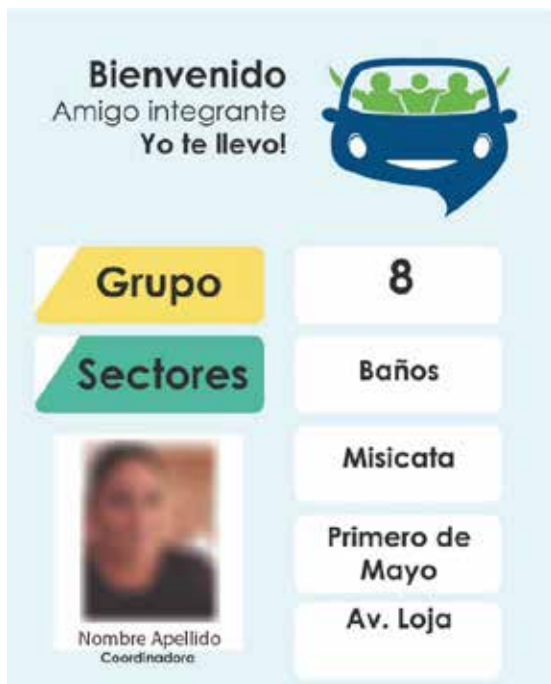 Bienvenido
Amigo integrante
Yo te llevo!
Grupo
8
Sectores
Baños
Misicata
Primero de
Mayo
Av. Loja
Nombre Apellido
Coordinadora